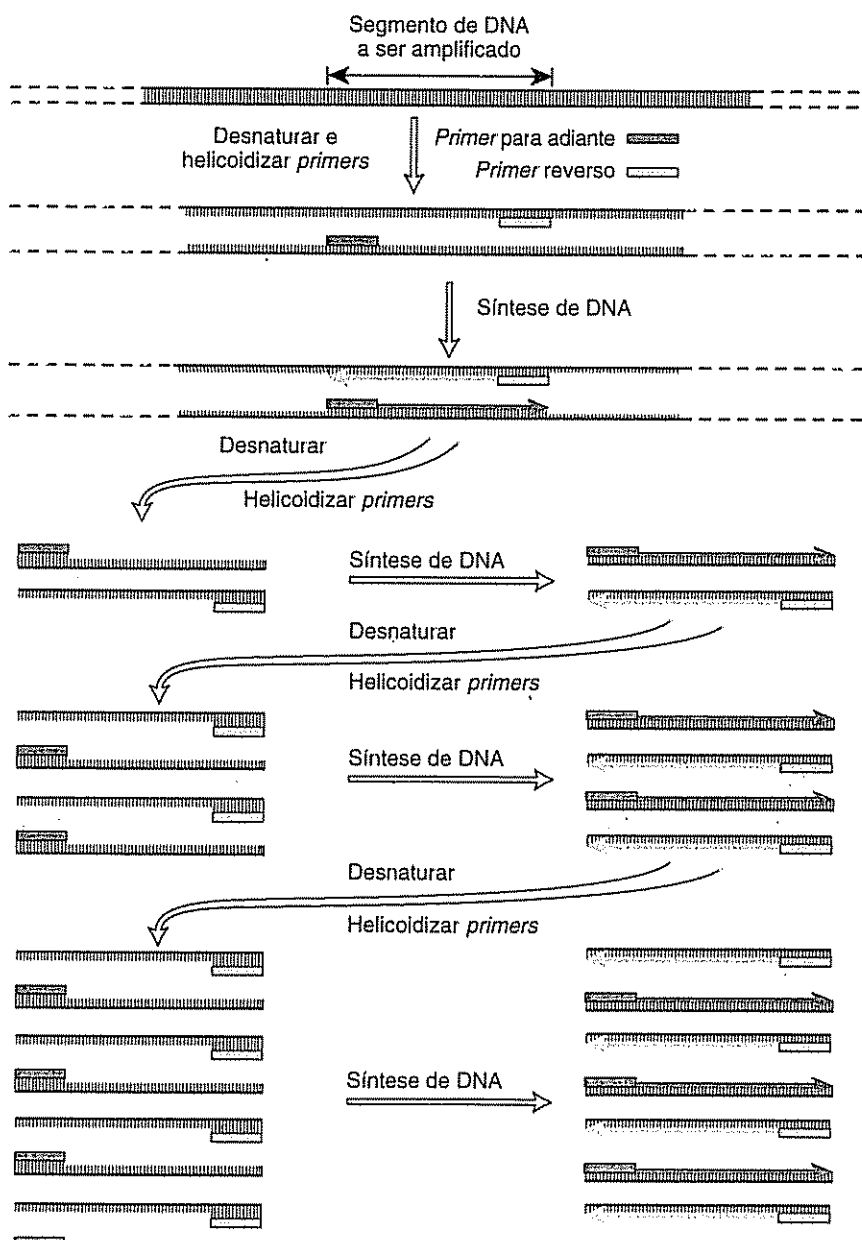 Segmento de DNA
a ser amplificado
Desnaturar e
helicoidizar primers
Primer para adiante
Primer reverso
Síntese de DNA
Desnaturar
Helicoidizar primers
Síntese de DNA
Desnaturar
Helicoidizar primers
Síntese de DNA
Desnaturar
Helicoidizar primers
Síntese de DNA